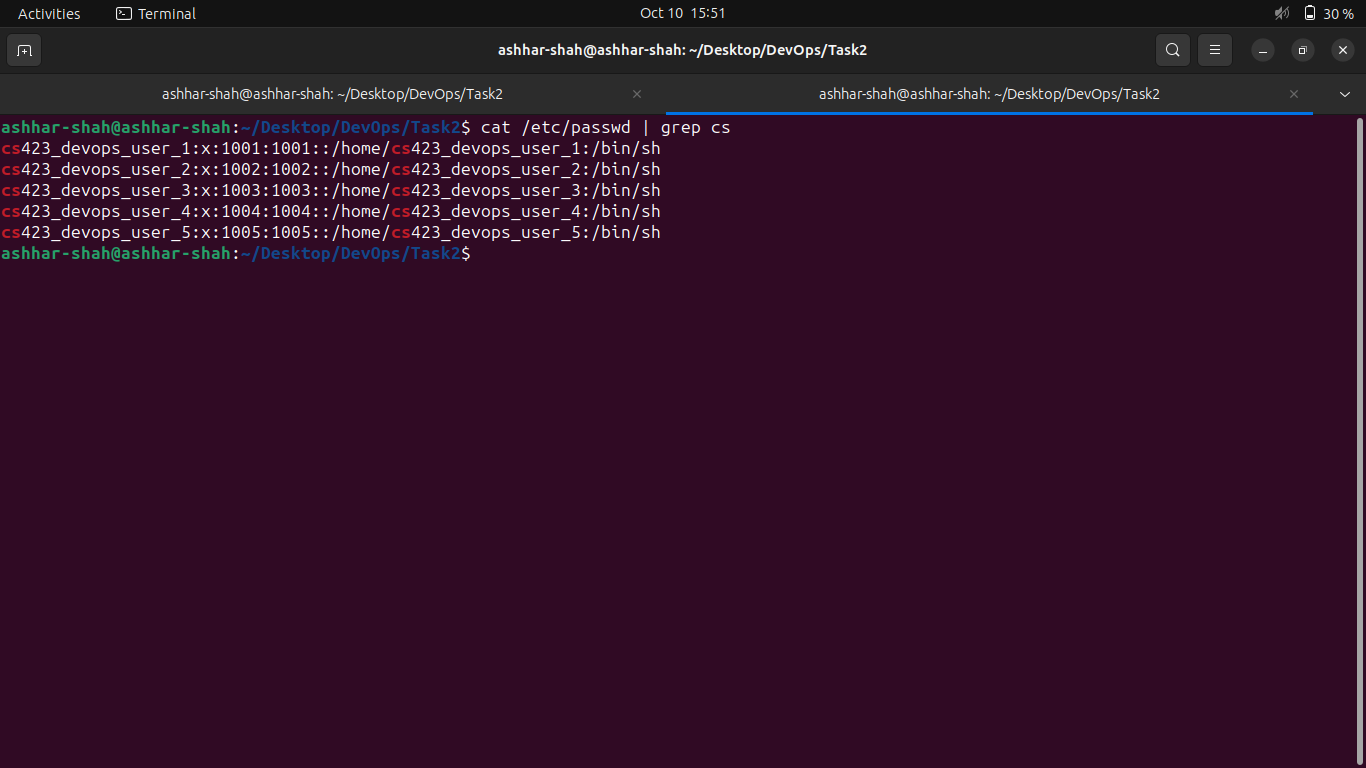 Activities Terminal Oct 10 15:51 30 %
ashhar-shah@ashhar-shah: ~/Desktop/DevOps/Task2
ashhar-shah@ashhar-shah: ~/Desktop/DevOps/Task2 ashhar-shah@ashhar-shah: ~/Desktop/DevOps/Task2
ashhar-shah@ashhar-shah:~/Desktop/DevOps/Task2$ cat /etc/passwd | grep cs
cs423_devops_user_1:x:1001:1001::/home/cs423_devops_user_1:/bin/sh
cs423_devops_user_2:x:1002:1002::/home/cs423_devops_user_2:/bin/sh
cs423_devops_user_3:x:1003:1003::/home/cs423_devops_user_3:/bin/sh
cs423_devops_user_4:x:1004:1004::/home/cs423_devops_user_4:/bin/sh
cs423_devops_user_5:x:1005:1005::/home/cs423_devops_user_5:/bin/sh
ashhar-shah@ashhar-shah:~/Desktop/DevOps/Task2$